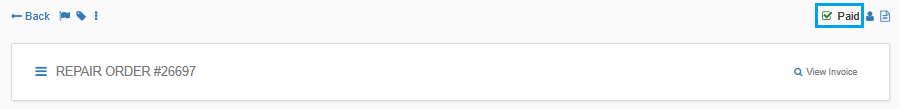 Back
Paid
REPAIR ORDER #26697
View Invoice